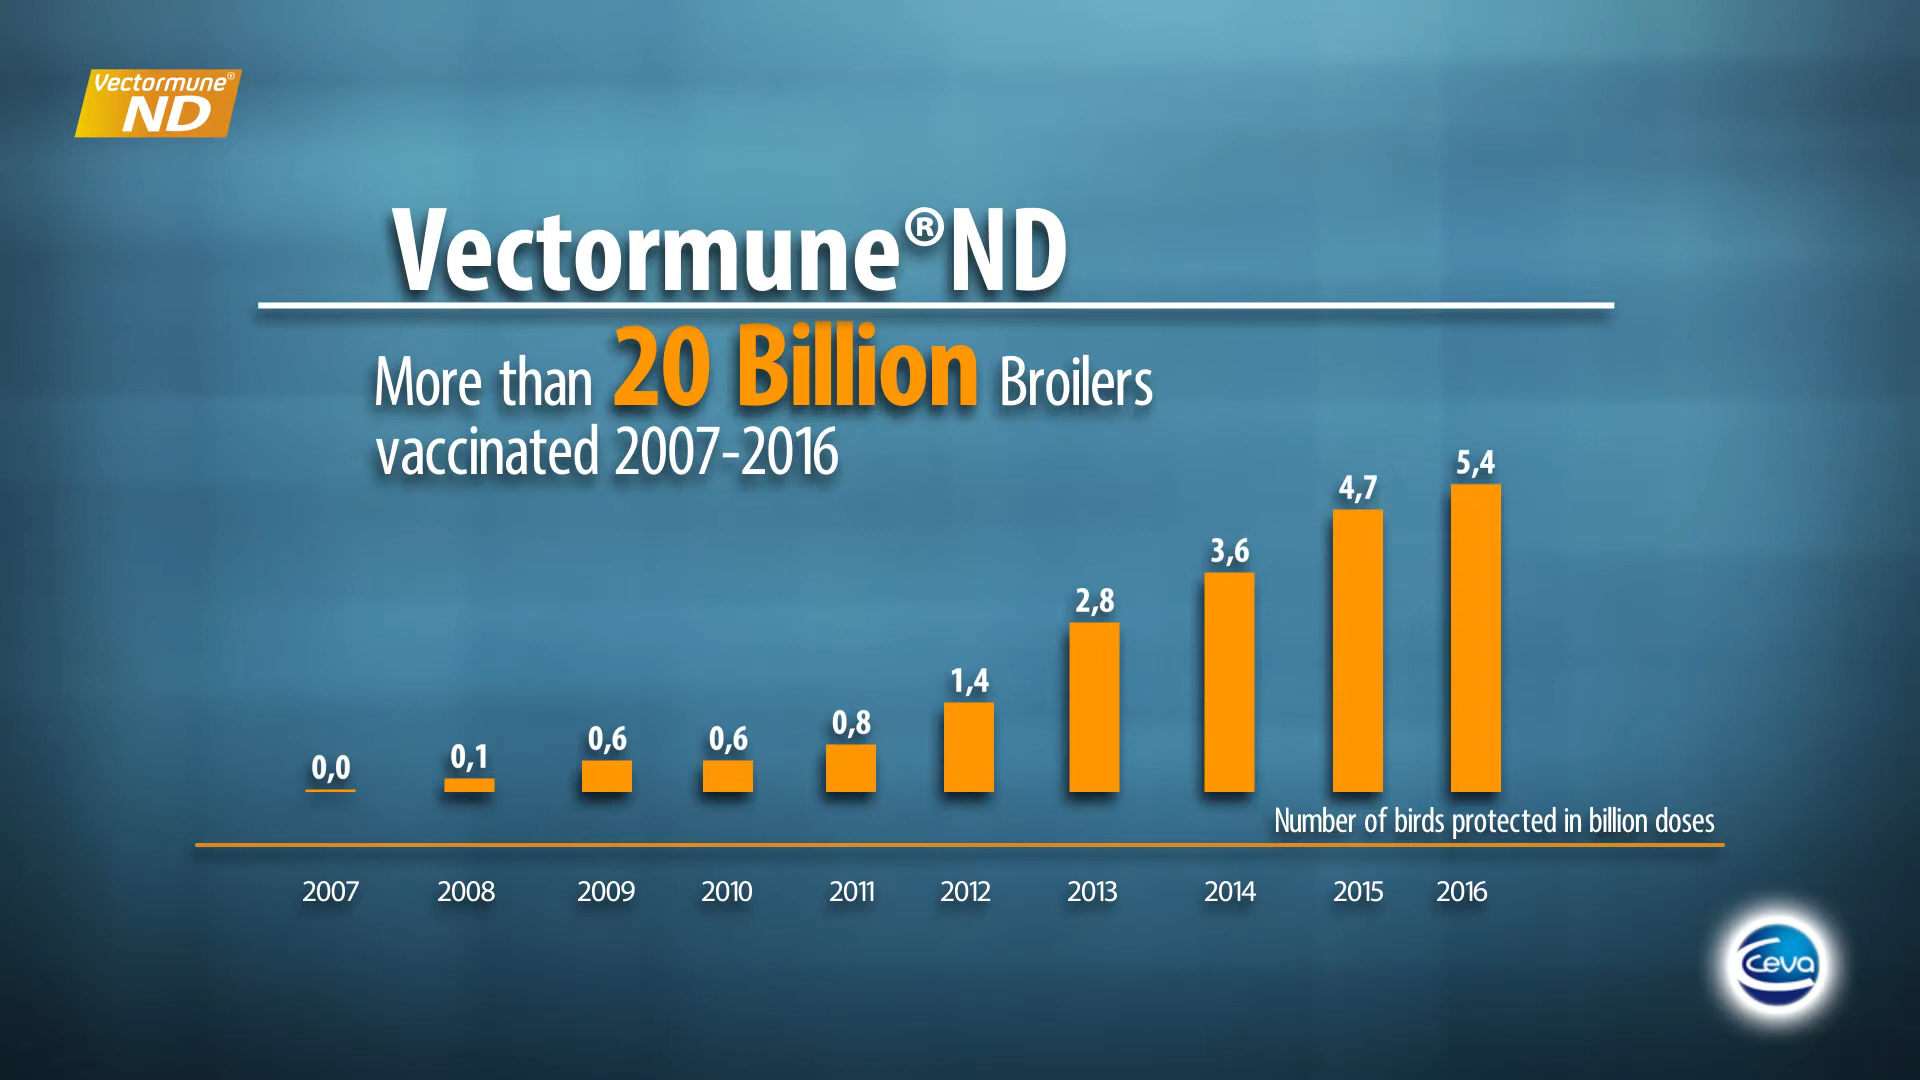 Vectormune®
ND
Vectormune®ND
More than 20 Billion Broilers
vaccinated 2007-2016
0,0 0,1 0,6 0,6 0,8 1,4 2,8 3,6 4,7 5,4
Number of birds protected in billion doses
2007 2008 2009 2010 2011 2012 2013 2014 2015 2016
ceva